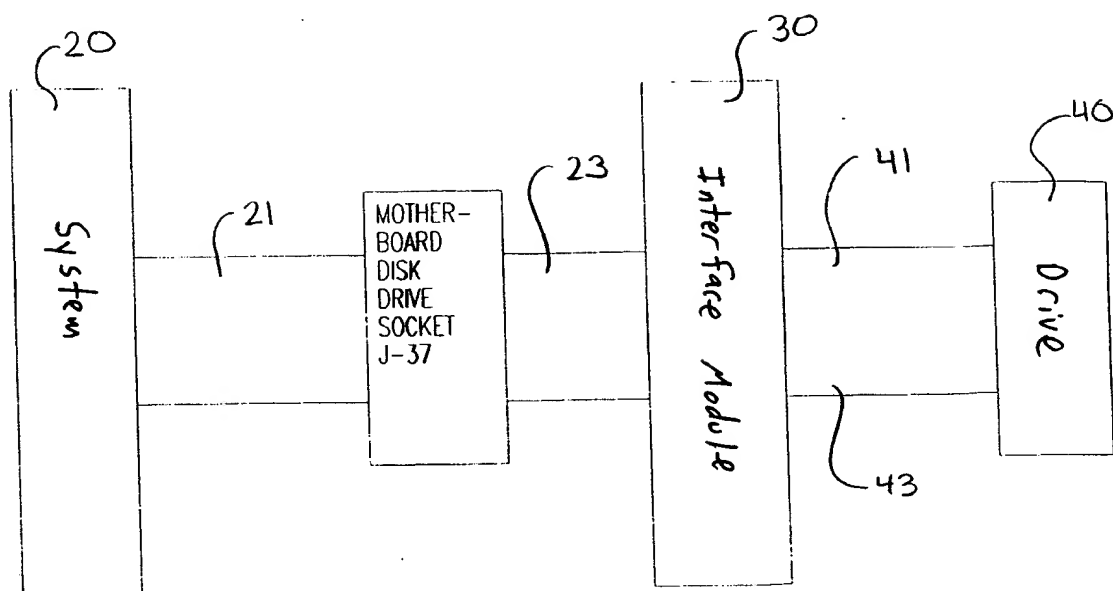 20
System
21
MOTHER-
BOARD
DISK
DRIVE
SOCKET
J-37
23
30
Interface Module
41
43
40
Drive